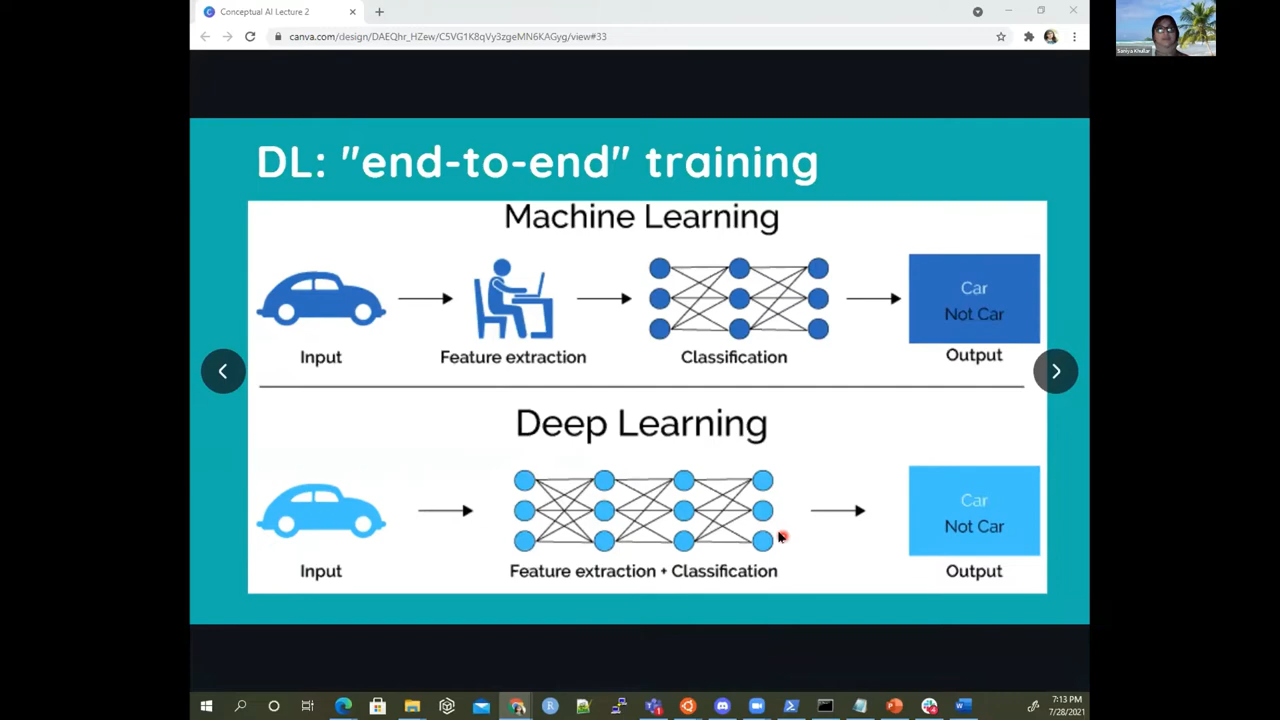 Conceptual AI Lecture 2
canva.com/design/DAEQhr_HZew/C5VG1K8qVy3zgeMN6KAGyg/view#33
Saniya Khullar
DL: "end-to-end" training
Machine Learning
Car
Not Car
Input
Feature extraction
Classification
Output
Deep Learning
Car
Not Car
Input
Feature extraction + Classification
Output
7:13 PM
7/28/2021